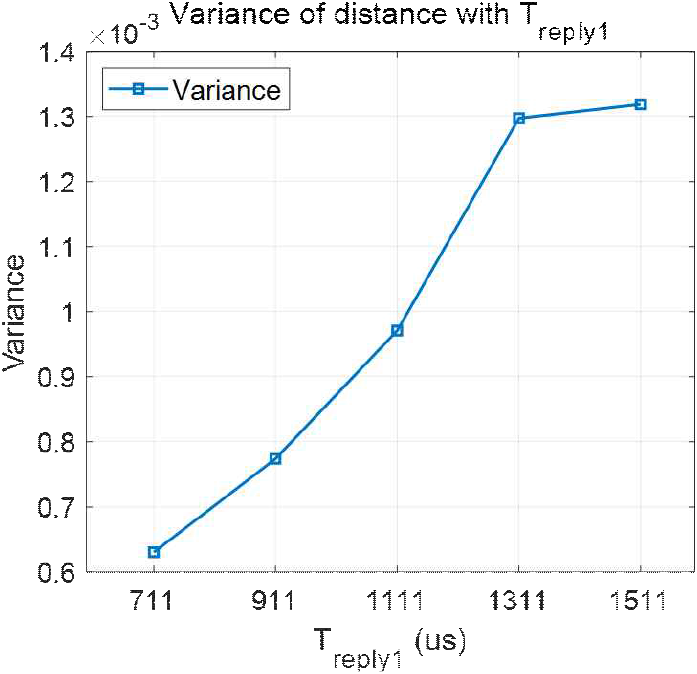 ×10⁻³ Variance of distance with T_reply1
Variance
1.4
1.3
1.2
1.1
1
0.9
0.8
0.7
0.6
Variance
711 911 1111 1311 1511
T_reply1 (us)